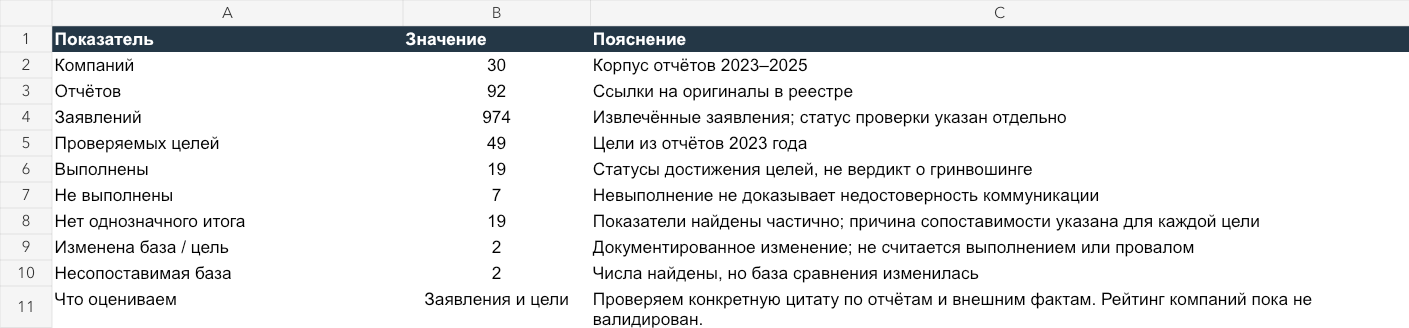 A B C
1 Показатель Значение Пояснение
2 Компаний 30 Корпус отчётов 2023–2025
3 Отчётов 92 Ссылки на оригиналы в реестре
4 Заявлений 974 Извлечённые заявления; статус проверки указан отдельно
5 Проверяемых целей 49 Цели из отчётов 2023 года
6 Выполнены 19 Статусы достижения целей, не вердикт о гринвошинге
7 Не выполнены 7 Невыполнение не доказывает недостоверность коммуникации
8 Нет однозначного итога 19 Показатели найдены частично; причина сопоставимости указана для каждой цели
9 Изменена база / цель 2 Документированное изменение; не считается выполнением или провалом
10 Несопоставимая база 2 Числа найдены, но база сравнения изменилась
11 Что оцениваем Заявления и цели Проверяем конкретную цитату по отчётам и внешним фактам. Рейтинг компаний пока не
валидирован.